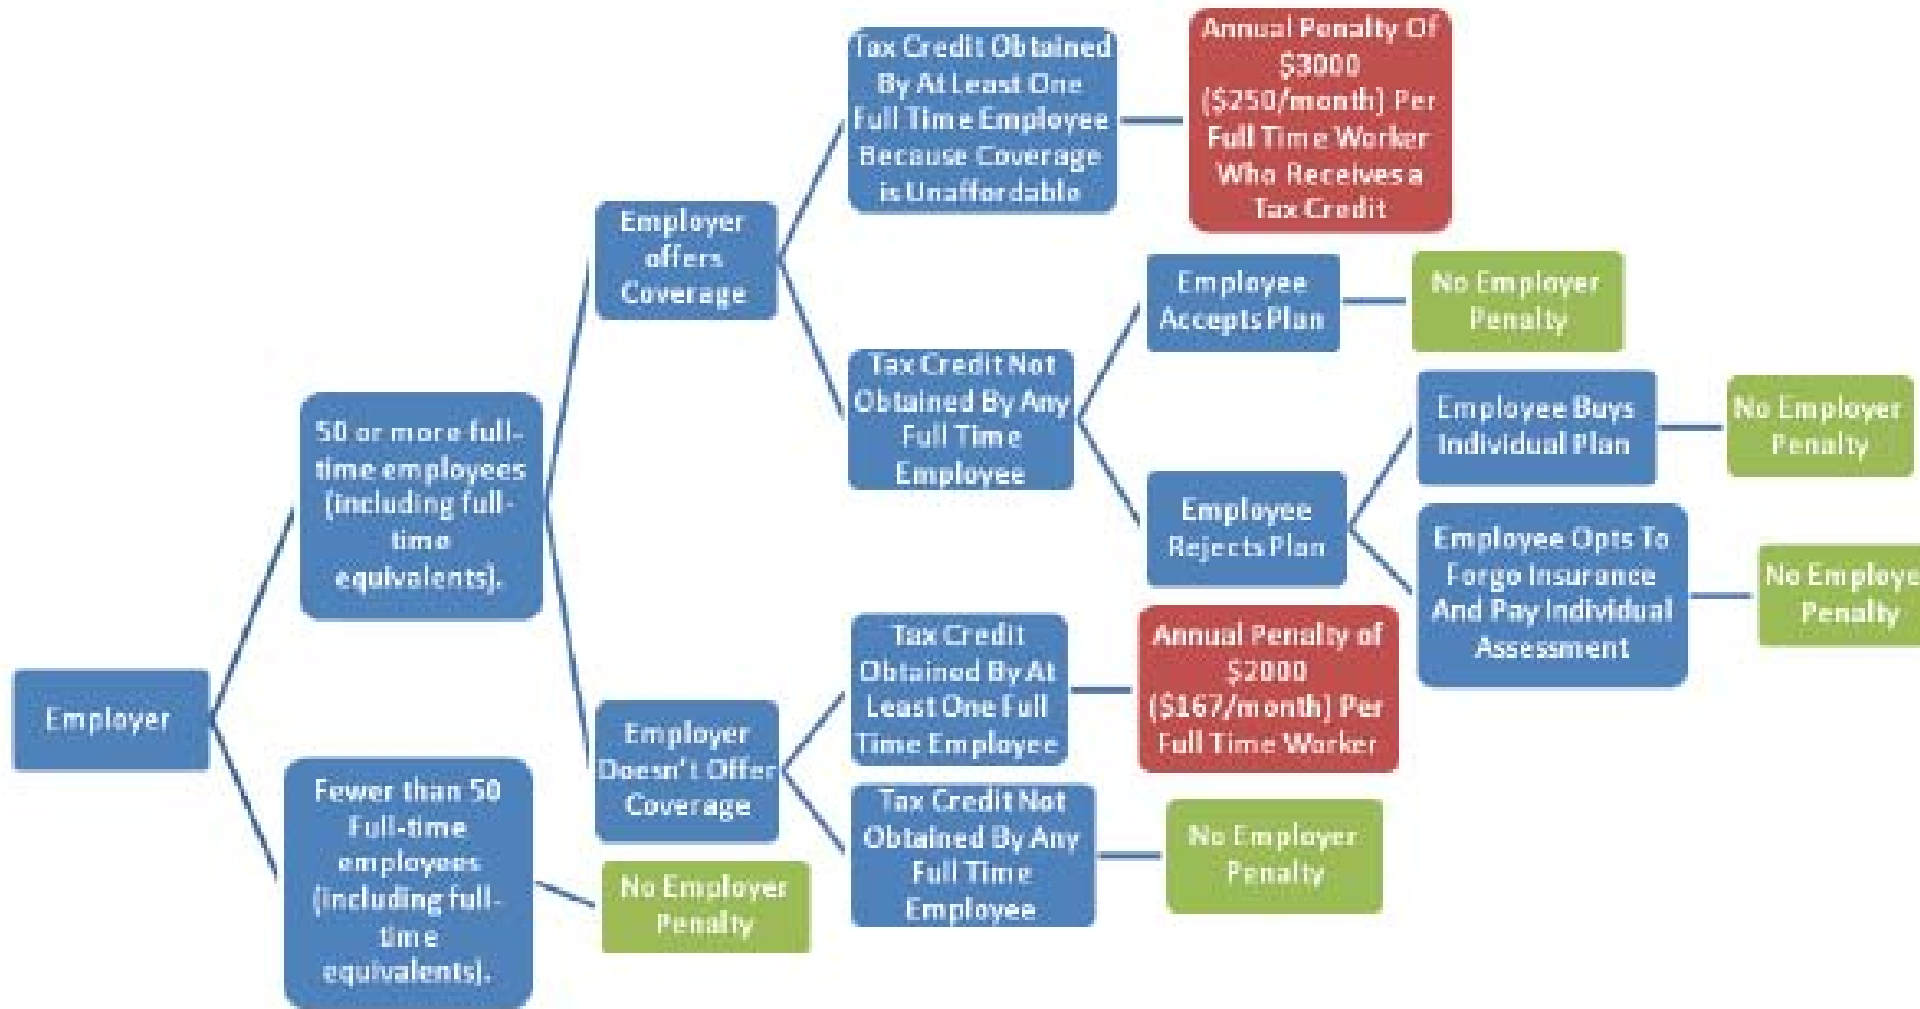 Employer
50 or more full-
time employees
(including full-
time
equivalents).
Fewer than 50
Full-time
employees
(including full-
time
equivalents).
No Employer
Penalty
Employer
offers
Coverage
Employer
Doesn't Offer
Coverage
Tax Credit Obtained
By At Least One
Full Time Employee
Because Coverage
is Unaffordable
Annual Penalty Of
$3000
($250/month) Per
Full Time Worker
Who Receives a
Tax Credit
Tax Credit Not
Obtained By Any
Full Time
Employee
Employee
Accepts Plan
No Employer
Penalty
Employee
Rejects Plan
Employee Buys
Individual Plan
No Employer
Penalty
Employee Opts To
Forgo Insurance
And Pay Individual
Assessment
No Employe
Penalty
Tax Credit
Obtained By At
Least One Full
Time Employee
Annual Penalty of
$2000
($167/month) Per
Full Time Worker
Tax Credit Not
Obtained By Any
Full Time
Employee
No Employer
Penalty